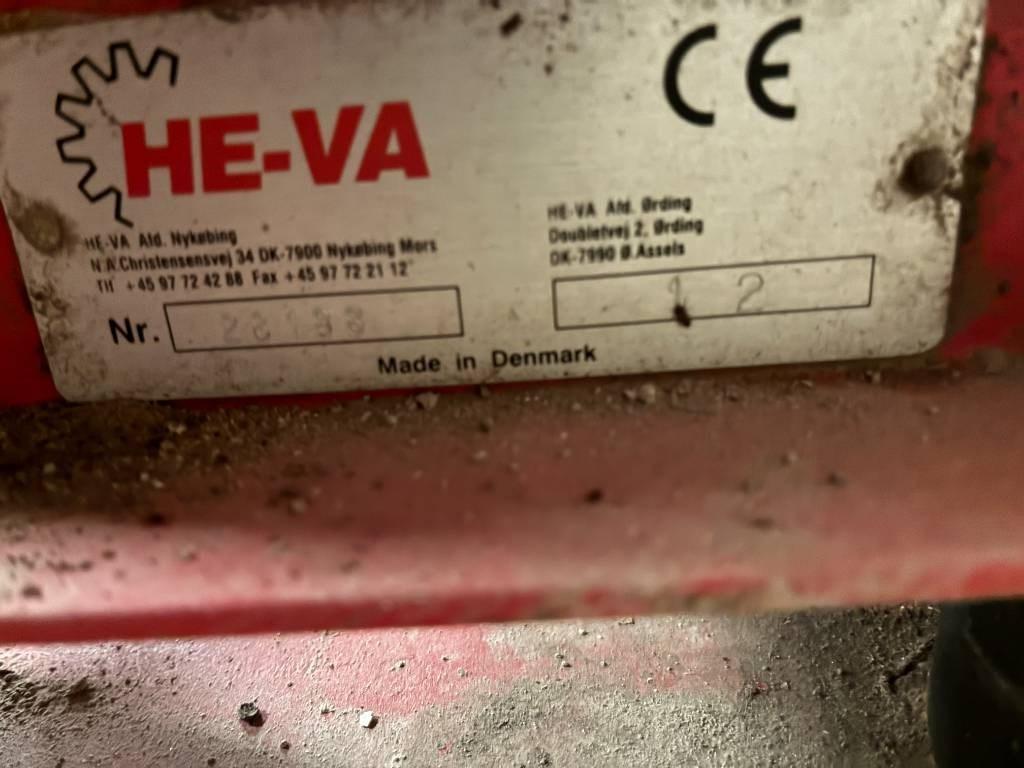 CE
HE-VA
HE-VA Afd. Nykøbing
N.A.Christensensvej 34 DK-7900 Nykøbing Mors
Tlf +45 97 72 42 88 Fax +45 97 72 21 12
HE-VA Afd. Ørding
Doubletvej 2, Ørding
DK-7990 Ø.Assels
Nr.
1 2
Made in Denmark